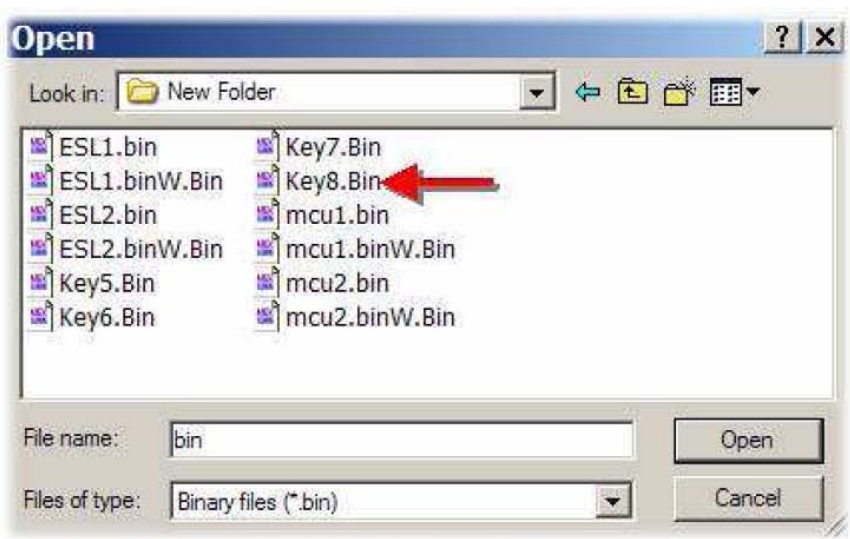 Open
Look in: New Folder
ESL1.bin
ESL1.binW.Bin
ESL2.bin
ESL2.binW.Bin
Key5.Bin
Key6.Bin
Key7.Bin
Key8.Bin
mcu1.bin
mcu1.binW.Bin
mcu2.bin
mcu2.binW.Bin
File name: bin
Open
Files of type: Binary files (*.bin)
Cancel